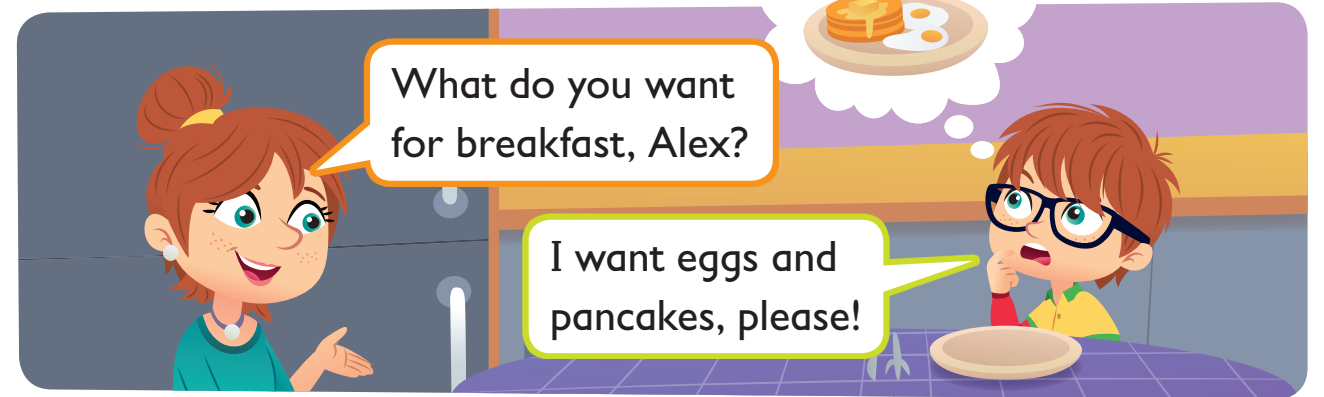 What do you want
for breakfast, Alex?
I want eggs and
pancakes, please!